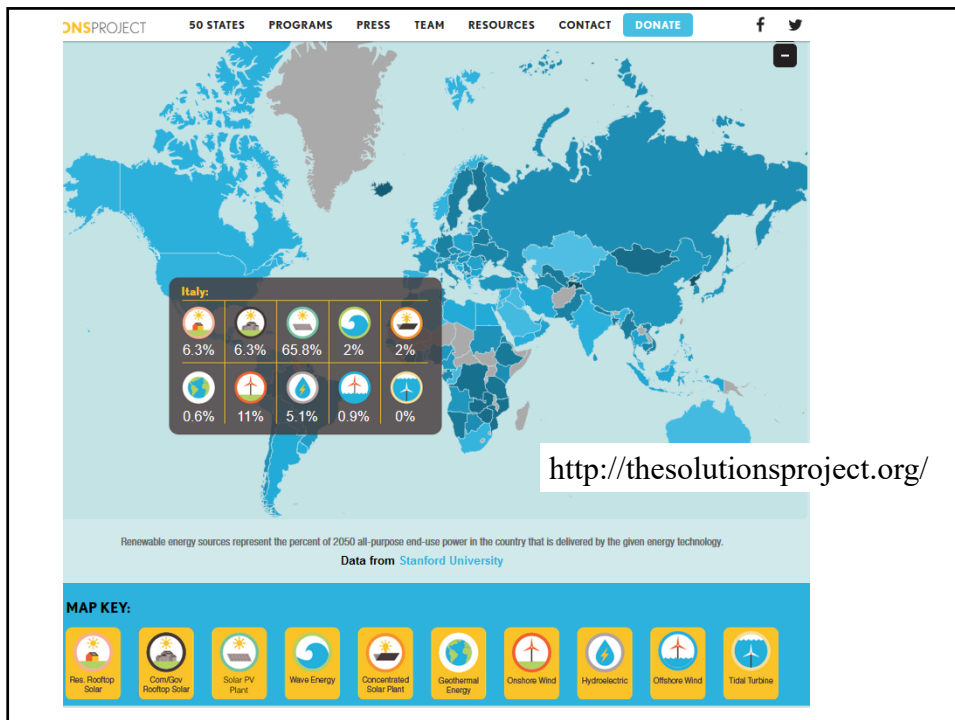 ONSPROJECT 50 STATES PROGRAMS PRESS TEAM RESOURCES CONTACT DONATE
Italy:
6.3% 6.3% 65.8% 2% 2%
0.6% 11% 5.1% 0.9% 0%
http://thesolutionsproject.org/
Renewable energy sources represent the percent of 2050 all-purpose end-use power in the country that is delivered by the given energy technology.
Data from Stanford University
MAP KEY:
Res. Rooftop Solar
Com/Gov Rooftop Solar
Solar PV Plant
Wave Energy
Concentrated Solar Plant
Geothermal Energy
Onshore Wind
Hydroelectric
Offshore Wind
Tidal Turbine